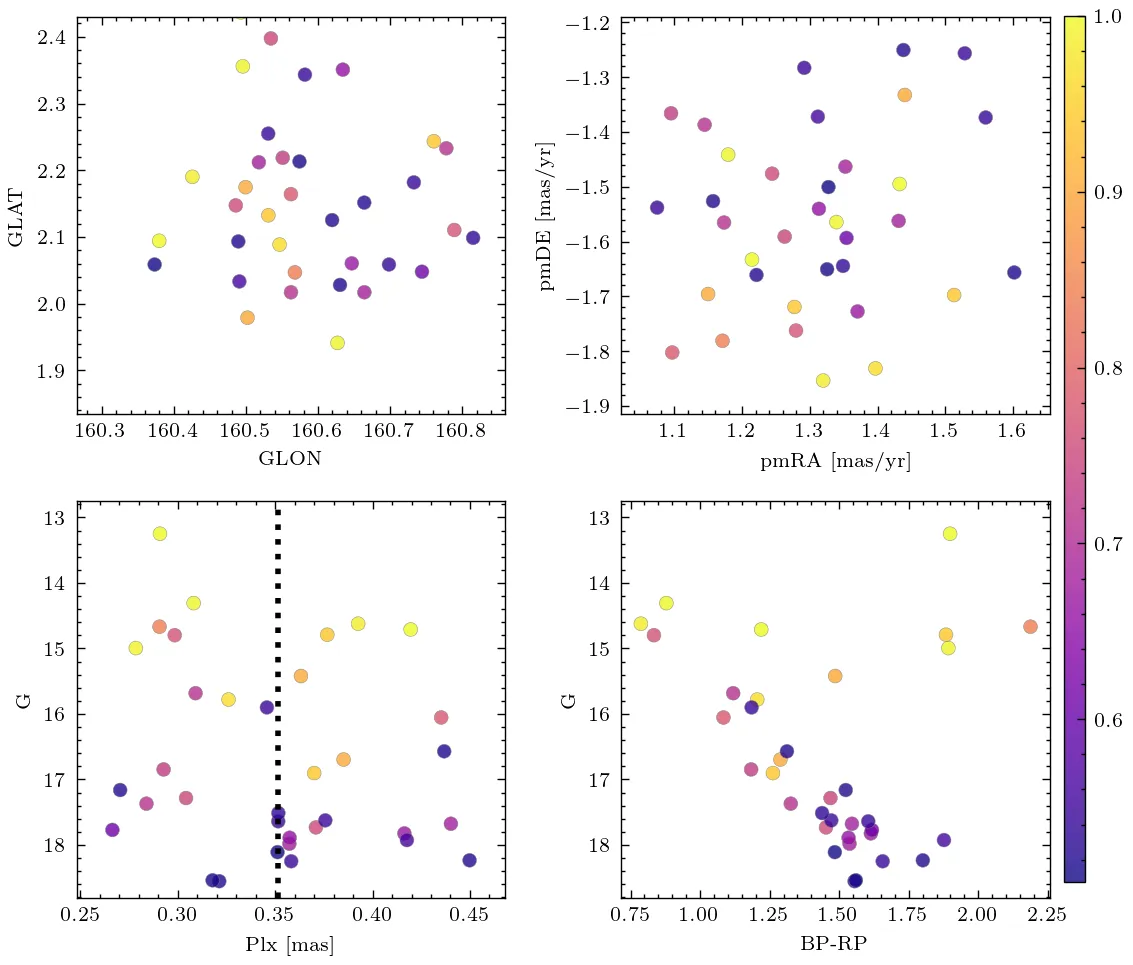 2.4
2.3
2.2
2.1
2.0
1.9
GLAT
160.3 160.4 160.5 160.6 160.7 160.8
GLON
−1.2
−1.3
−1.4
−1.5
−1.6
−1.7
−1.8
−1.9
pmDE [mas/yr]
1.1 1.2 1.3 1.4 1.5 1.6
pmRA [mas/yr]
1.0
0.9
0.8
0.7
0.6
13
14
15
16
17
18
G
0.25 0.30 0.35 0.40 0.45
Plx [mas]
13
14
15
16
17
18
G
0.75 1.00 1.25 1.50 1.75 2.00 2.25
BP-RP